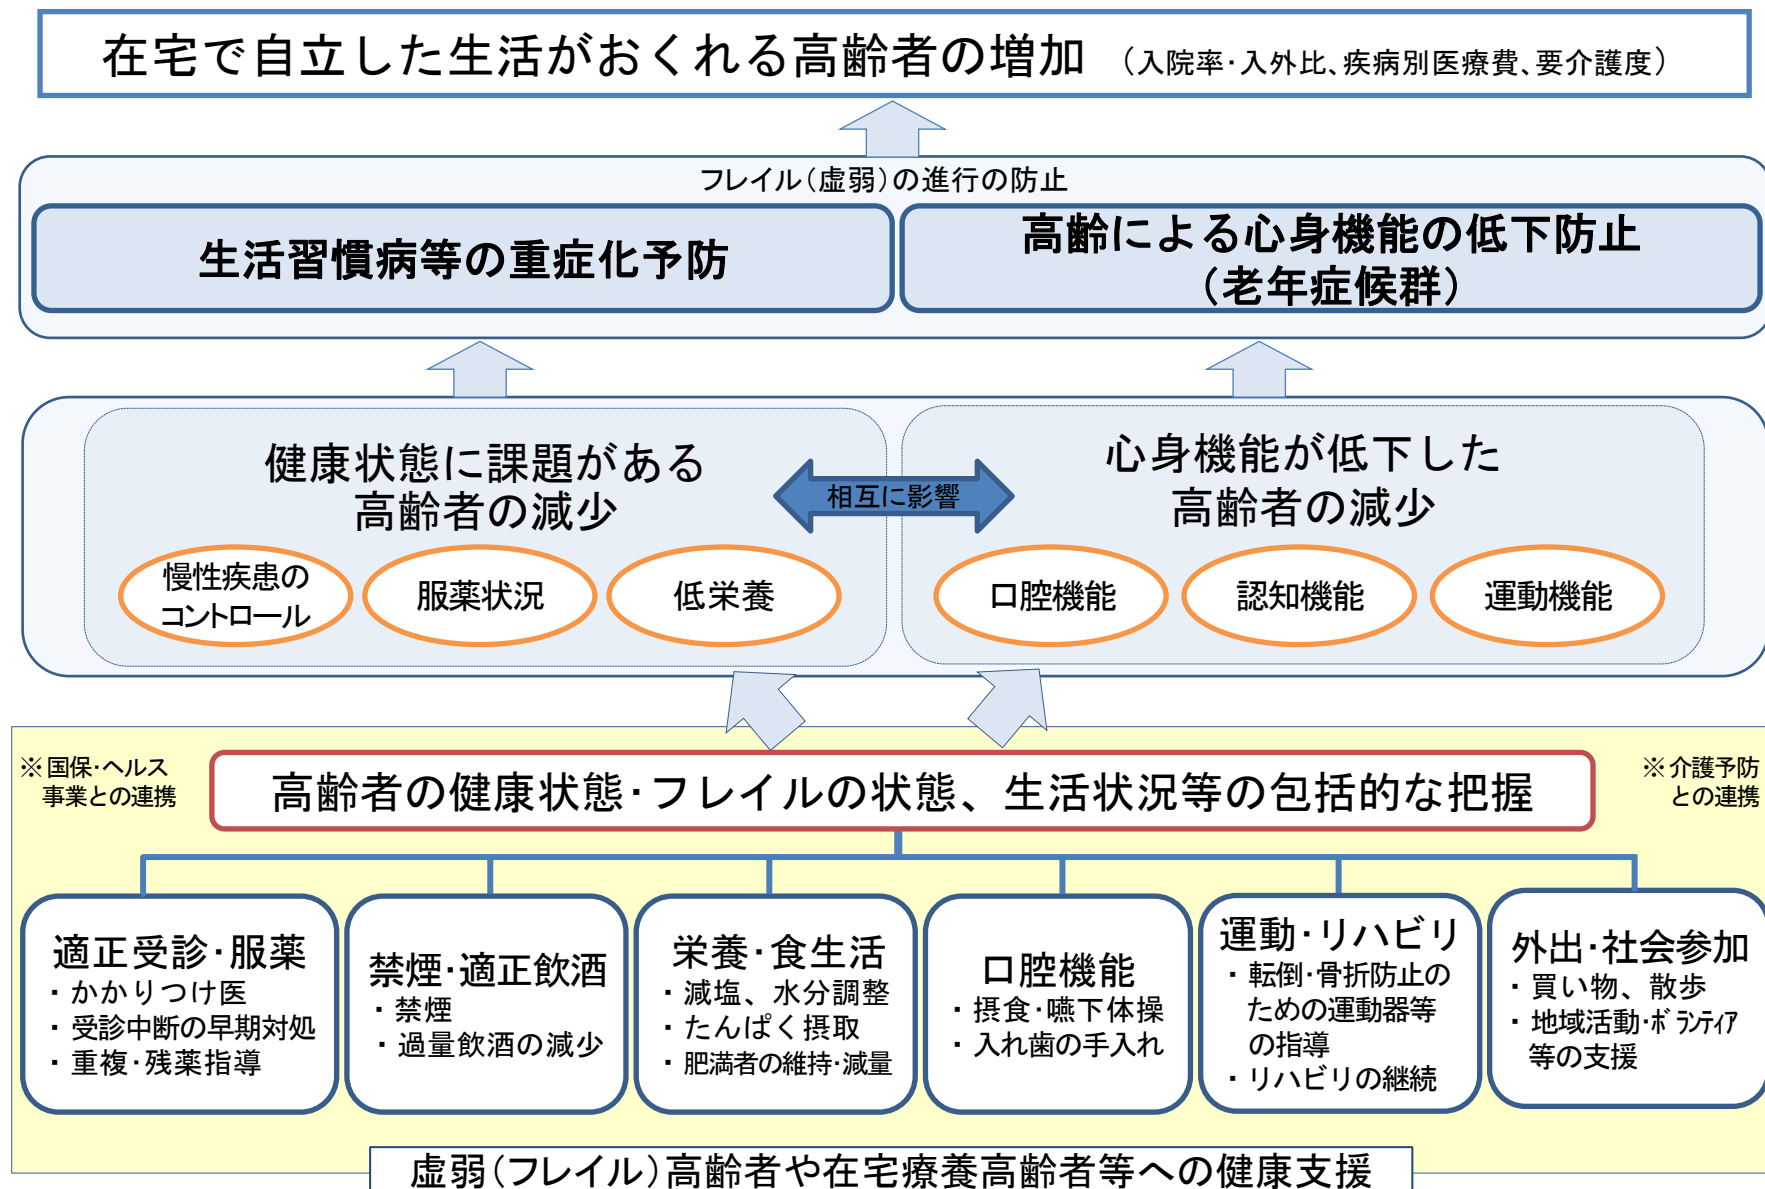 在宅で自立した生活がおくれる高齢者の増加 （入院率・入外比、疾病別医療費、要介護度）
フレイル（虚弱）の進行の防止
生活習慣病等の重症化予防
高齢による心身機能の低下防止
（老年症候群）
健康状態に課題がある
高齢者の減少
相互に影響
心身機能が低下した
高齢者の減少
慢性疾患の
コントロール
服薬状況
低栄養
口腔機能
認知機能
運動機能
※国保・ヘルス
事業との連携
高齢者の健康状態・フレイルの状態、生活状況等の包括的な把握
※介護予防
との連携
適正受診・服薬
・かかりつけ医
・受診中断の早期対処
・重複・残薬指導
禁煙・適正飲酒
・禁煙
・過量飲酒の減少
栄養・食生活
・減塩、水分調整
・たんぱく摂取
・肥満者の維持・減量
口腔機能
・摂食・嚥下体操
・入れ歯の手入れ
運動・リハビリ
・転倒・骨折防止の
ための運動器等
の指導
・リハビリの継続
外出・社会参加
・買い物、散歩
・地域活動・ボランティア
等の支援
虚弱（フレイル）高齢者や在宅療養高齢者等への健康支援